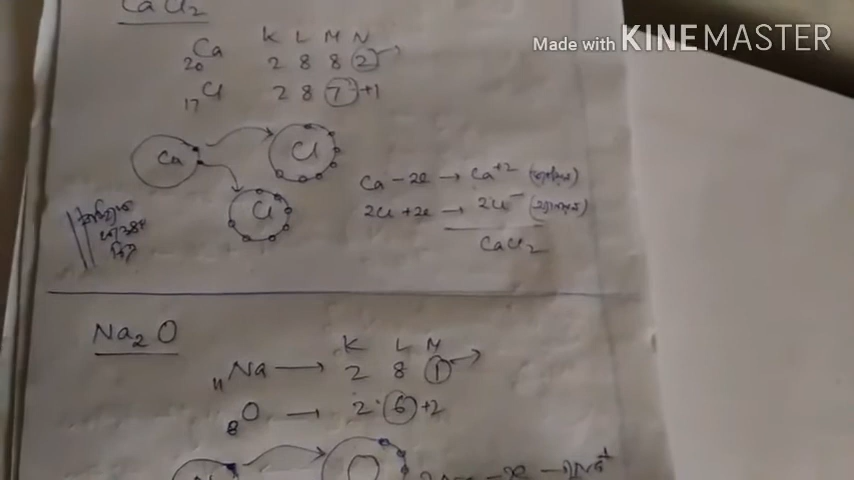 CaCl2
Made with KINEMASTER
K L M N
20Ca 2 8 8 2
17Cl 2 8 7 +1
Ca Cl
Cl
Ca - 2e → Ca+2
2Cl + 2e → 2Cl-
CaCl2
Na2O
K L M
11Na → 2 8 1
8O → 2 6 +2